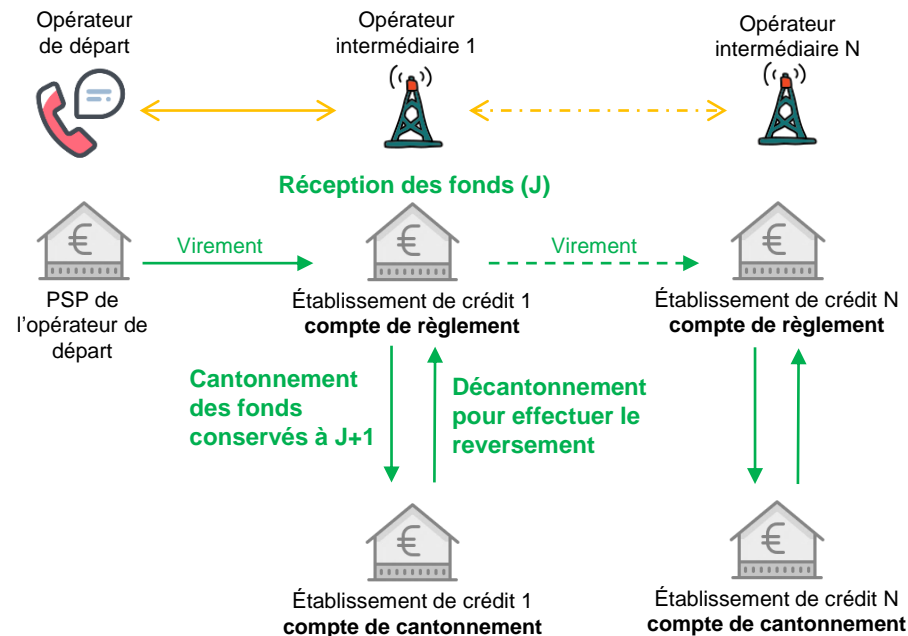 Opérateur
de départ
Opérateur
intermédiaire 1
Opérateur
intermédiaire N
Réception des fonds (J)
€
Virement
€
Virement
€
PSP de
l'opérateur de
départ
Établissement de crédit 1
compte de règlement
Établissement de crédit N
compte de règlement
Cantonnement
des fonds
conservés à J+1
Décantonnement
pour effectuer le
reversement
€
€
Établissement de crédit 1
compte de cantonnement
Établissement de crédit N
compte de cantonnement